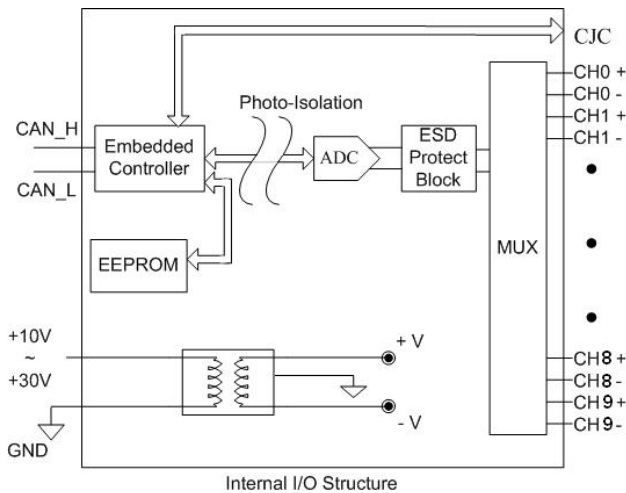 CJC
CH0 +
CH0 -
CH1 +
CH1 -
Photo-Isolation
CAN_H
CAN_L
Embedded
Controller
ADC
ESD
Protect
Block
MUX
EEPROM
+10V
~
+30V
GND
+ V
- V
CH8 +
CH8 -
CH9 +
CH9 -
Internal I/O Structure